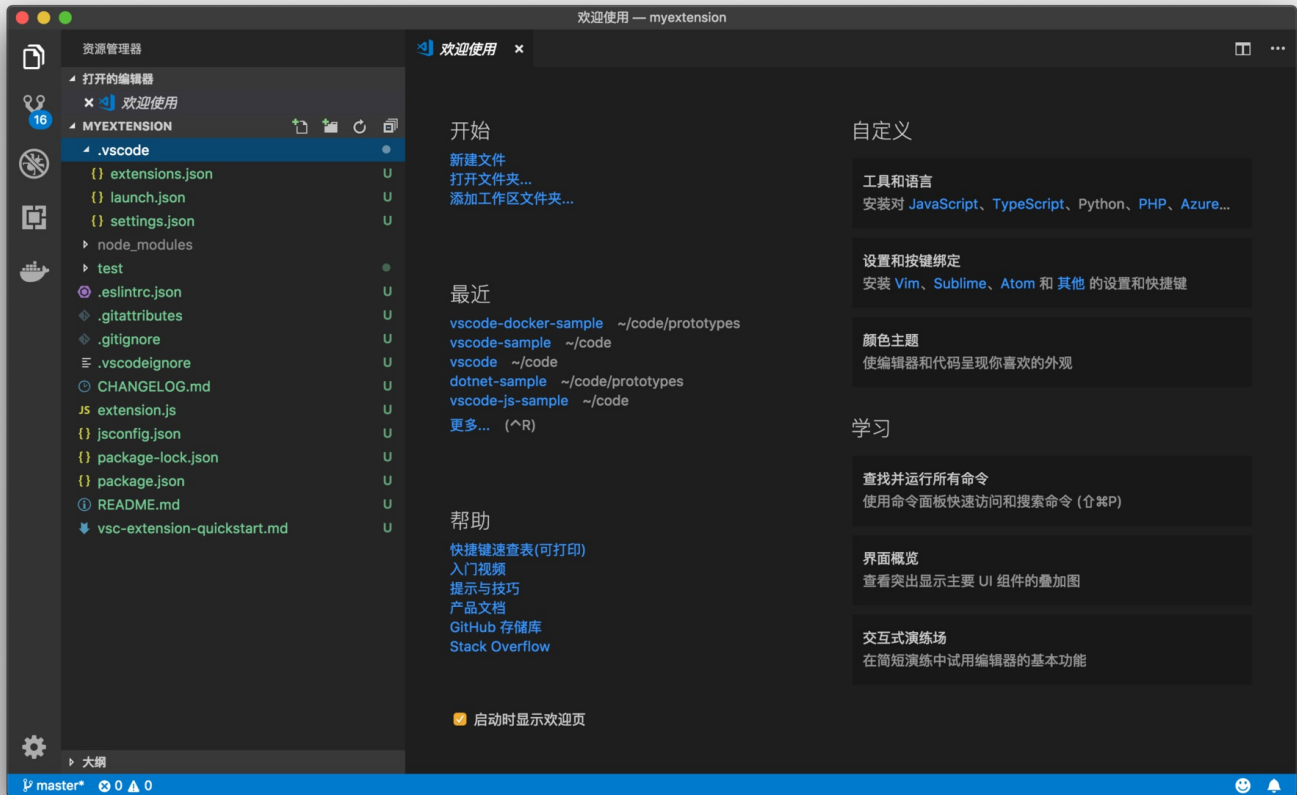 欢迎使用 — myextension
资源管理器
打开的编辑器
欢迎使用
16
MYEXTENSION
.vscode
{} extensions.json U
{} launch.json U
{} settings.json U
node_modules
test
.eslintrc.json U
.gitattributes U
.gitignore U
.vscodeignore U
CHANGELOG.md U
JS extension.js U
{} jsconfig.json U
{} package-lock.json U
{} package.json U
README.md U
vsc-extension-quickstart.md U
大纲
master* 0 0
欢迎使用
开始
新建文件
打开文件夹...
添加工作区文件夹...
最近
vscode-docker-sample ~/code/prototypes
vscode-sample ~/code
vscode ~/code
dotnet-sample ~/code/prototypes
vscode-js-sample ~/code
更多... (^R)
帮助
快捷键速查表(可打印)
入门视频
提示与技巧
产品文档
GitHub 存储库
Stack Overflow
启动时显示欢迎页
自定义
工具和语言
安装对 JavaScript、TypeScript、Python、PHP、Azure...
设置和按键绑定
安装 Vim、Sublime、Atom 和 其他 的设置和快捷键
颜色主题
使编辑器和代码呈现你喜欢的外观
学习
查找并运行所有命令
使用命令面板快速访问和搜索命令 (⇧⌘P)
界面概览
查看突出显示主要 UI 组件的叠加图
交互式演练场
在简短演练中试用编辑器的基本功能